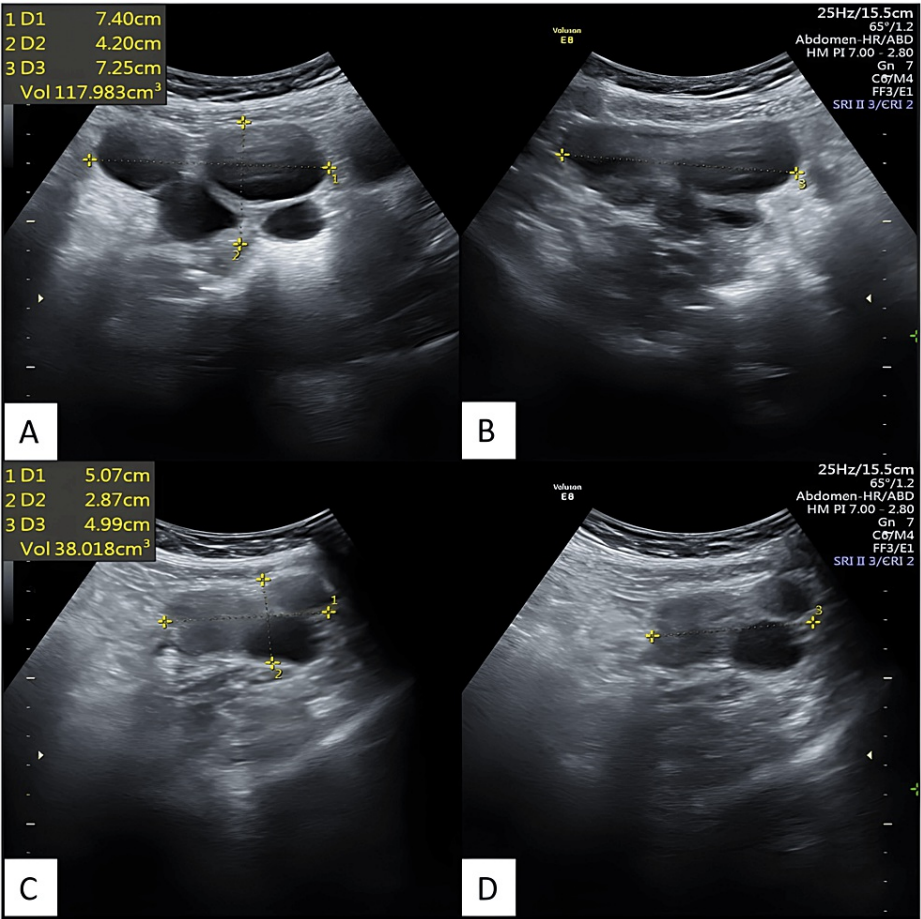 1 D1 7.40cm
2 D2 4.20cm
3 D3 7.25cm
Vol 117.983cm³
1
2
A
Voluson
E8
25Hz/15.5cm
65°/1.2
Abdomen-HR/ABD
HM PI 7.00 - 2.80
Gn 7
C6/M4
FF3/E1
SRI II 3/CRI 2
3
B
1 D1 5.07cm
2 D2 2.87cm
3 D3 4.99cm
Vol 38.018cm³
1
2
C
Voluson
E8
25Hz/15.5cm
65°/1.2
Abdomen-HR/ABD
HM PI 7.00 - 2.80
Gn 7
C6/M4
FF3/E1
SRI II 3/CRI 2
3
D